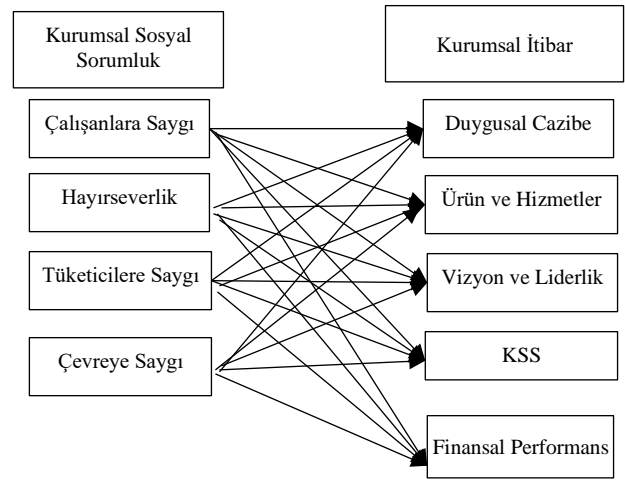 Kurumsal Sosyal
Sorumluk
Kurumsal İtibar
Çalışanlara Saygı
Duygusal Cazibe
Hayırseverlik
Ürün ve Hizmetler
Tüketicilere Saygı
Vizyon ve Liderlik
Çevreye Saygı
KSS
Finansal Performans